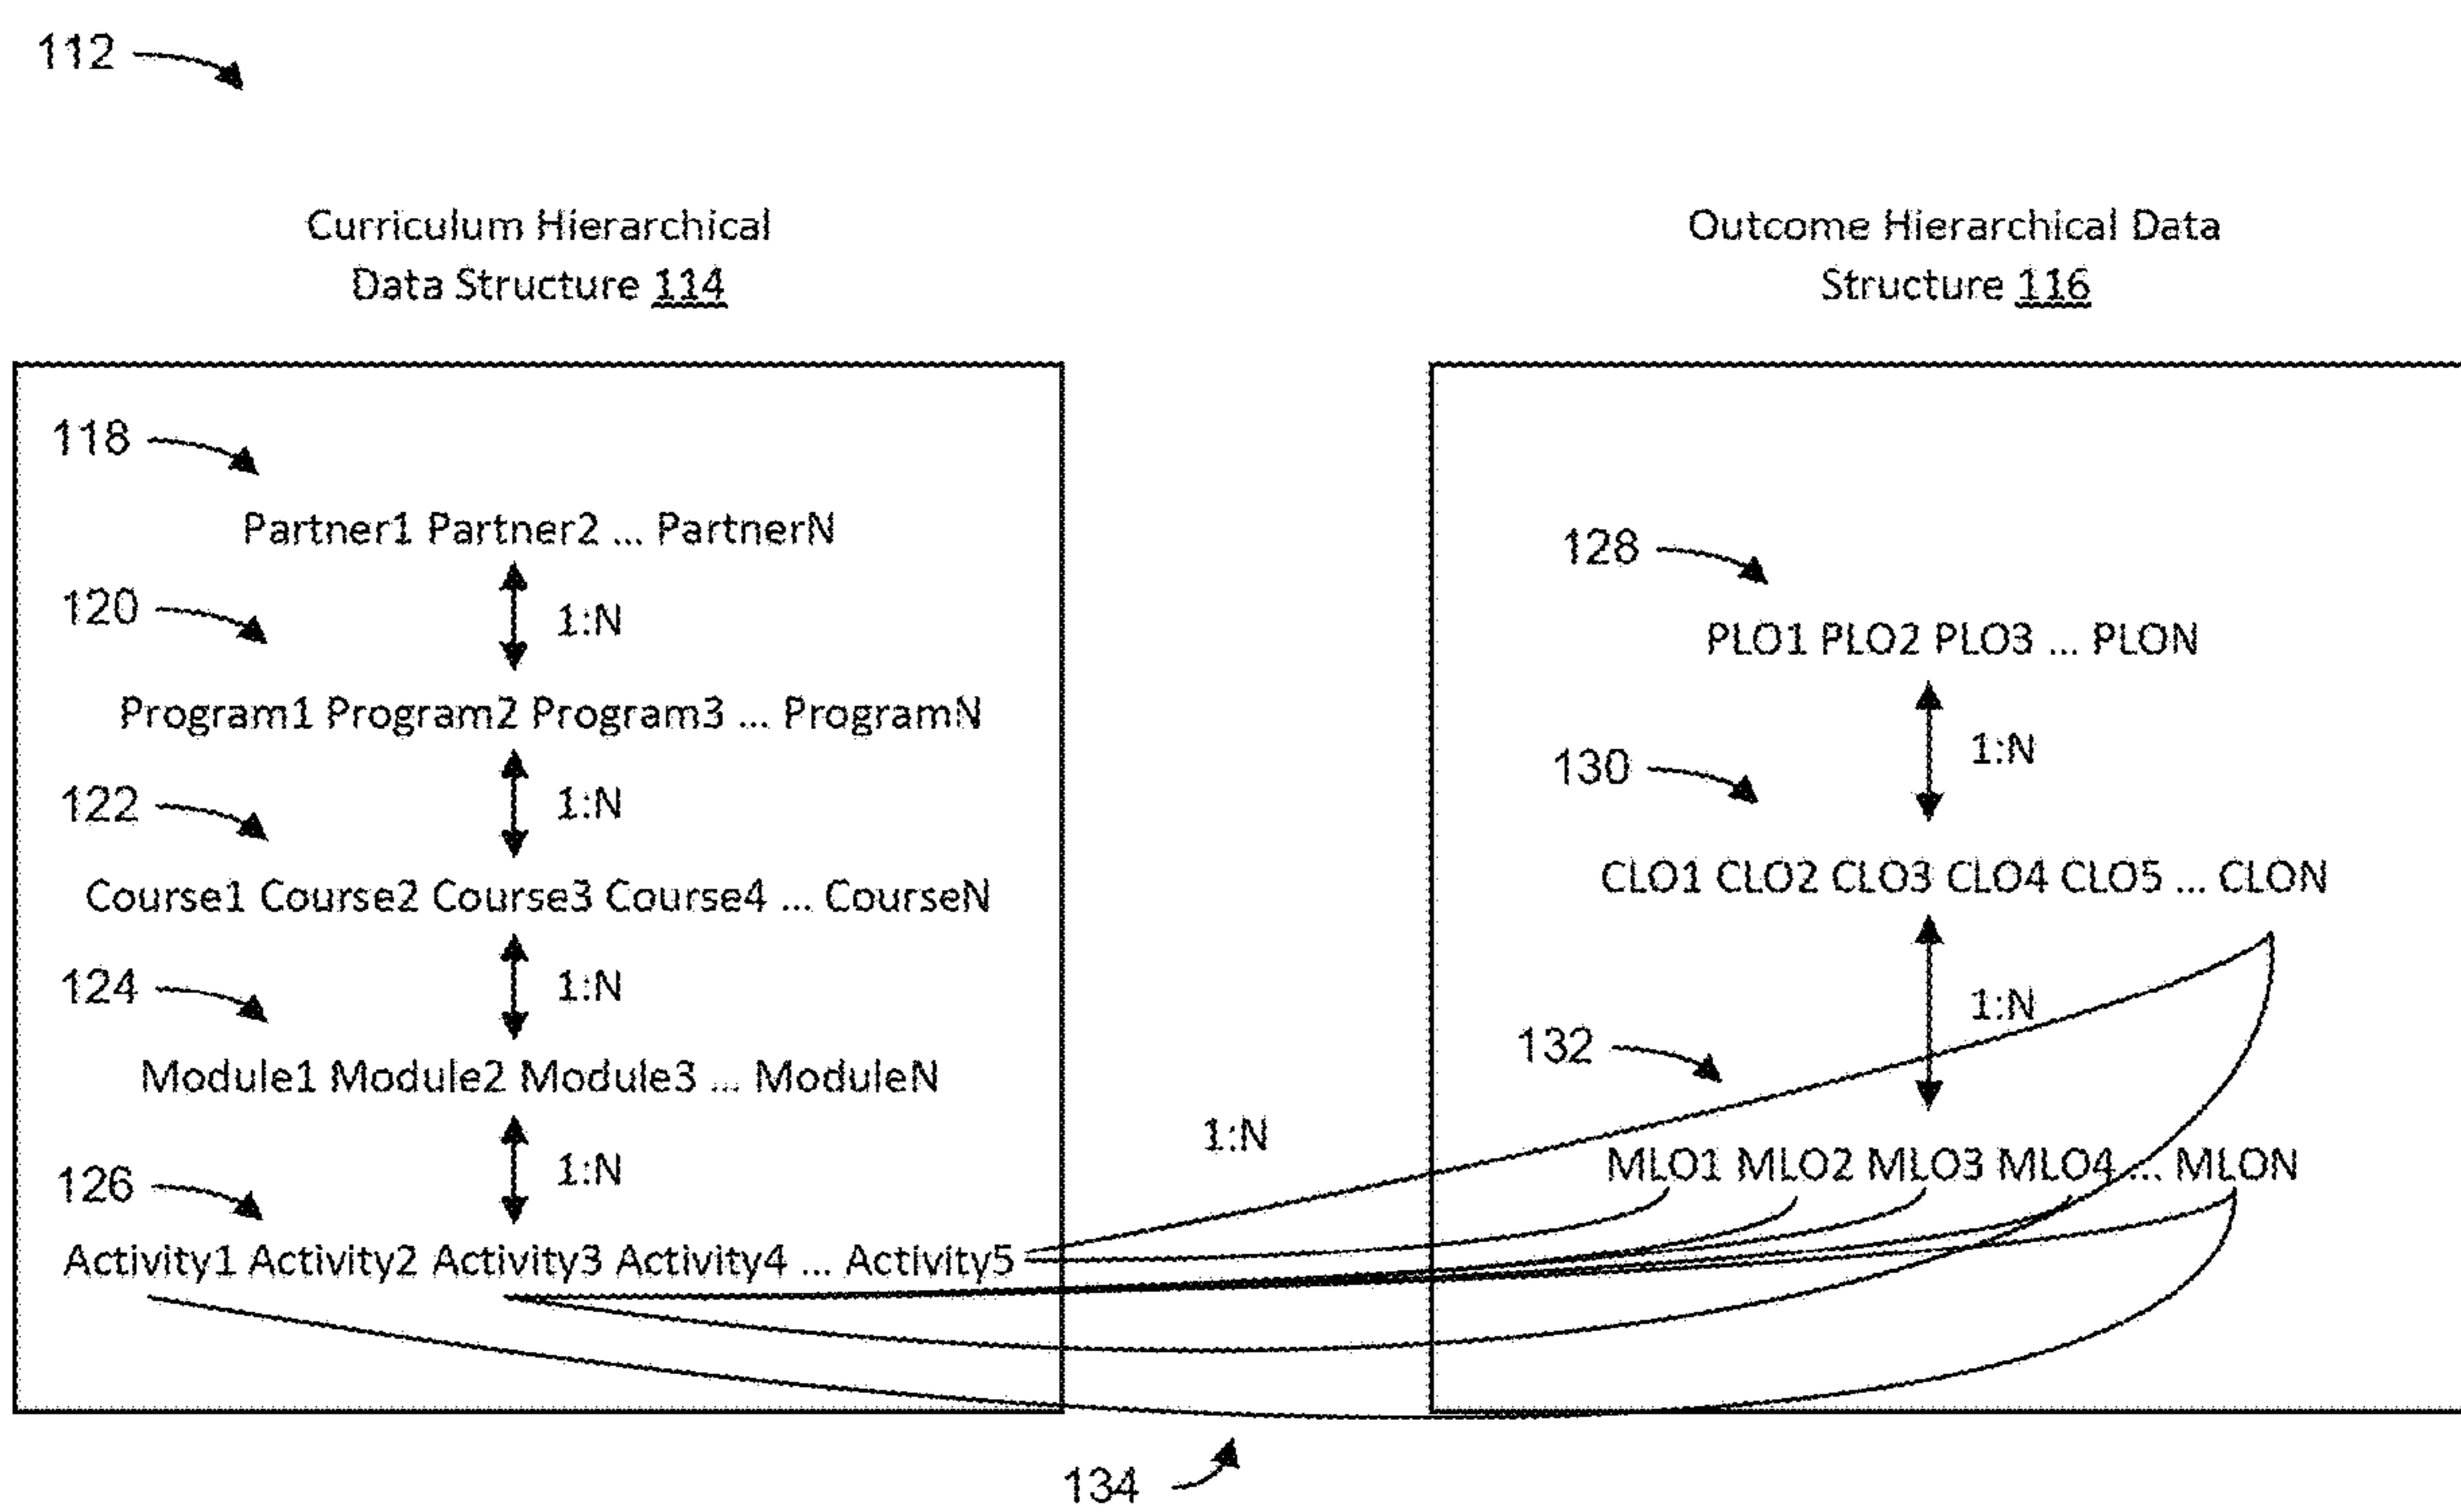 112
Curriculum Hierarchical
Data Structure 114
118
Partner1 Partner2 ... PartnerN
120
1:N
Program1 Program2 Program3 ... ProgramN
122
1:N
Course1 Course2 Course3 Course4 ... CourseN
124
1:N
Module1 Module2 Module3 ... ModuleN
126
1:N
Activity1 Activity2 Activity3 Activity4 ... Activity5
1:N
Outcome Hierarchical Data
Structure 116
128
PLO1 PLO2 PLO3 ... PLON
130
1:N
CLO1 CLO2 CLO3 CLO4 CLO5 ... CLON
132
1:N
MLO1 MLO2 MLO3 MLO4 ... MLON
134